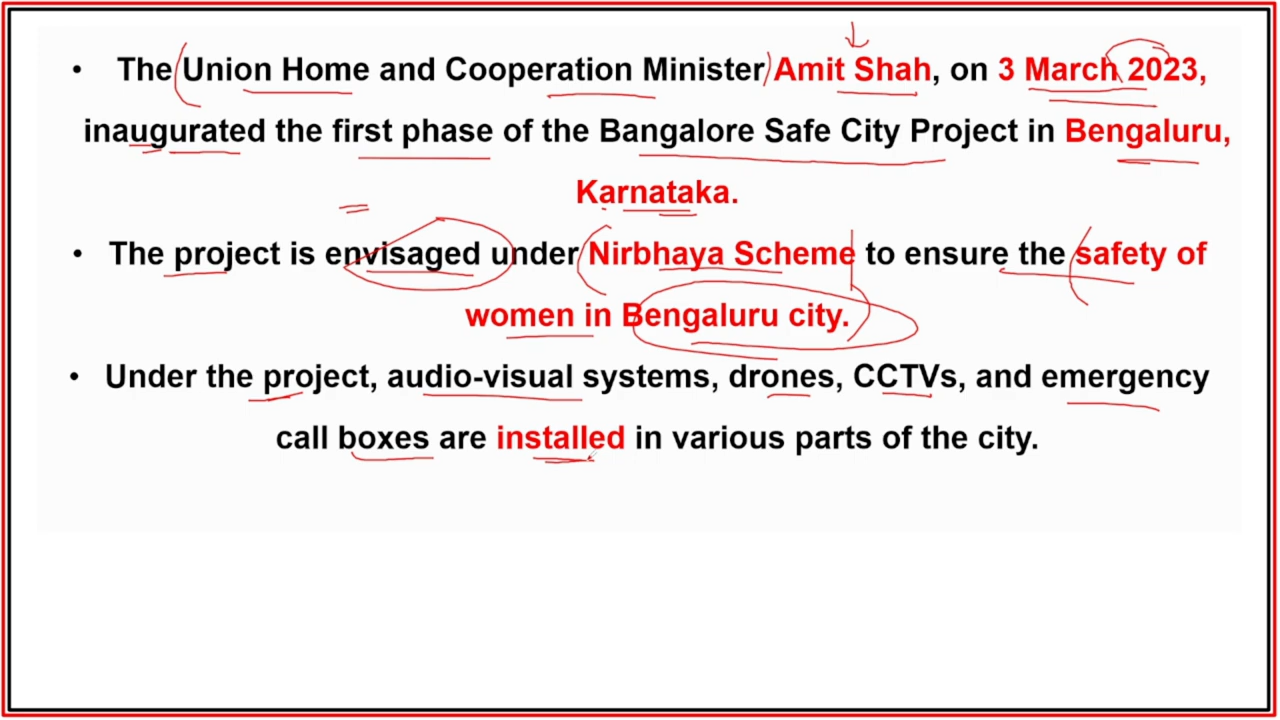 • The Union Home and Cooperation Minister Amit Shah, on 3 March 2023,
inaugurated the first phase of the Bangalore Safe City Project in Bengaluru,
Karnataka.
• The project is envisaged under Nirbhaya Scheme to ensure the safety of
women in Bengaluru city.
• Under the project, audio-visual systems, drones, CCTVs, and emergency
call boxes are installed in various parts of the city.